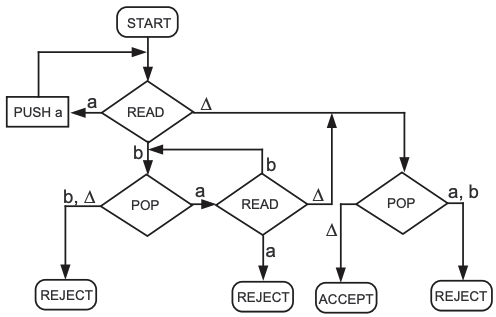 START
PUSH a
a
READ
Δ
b
b
b, Δ
POP
a
READ
Δ
POP
a, b
Δ
a
REJECT
REJECT
ACCEPT
REJECT